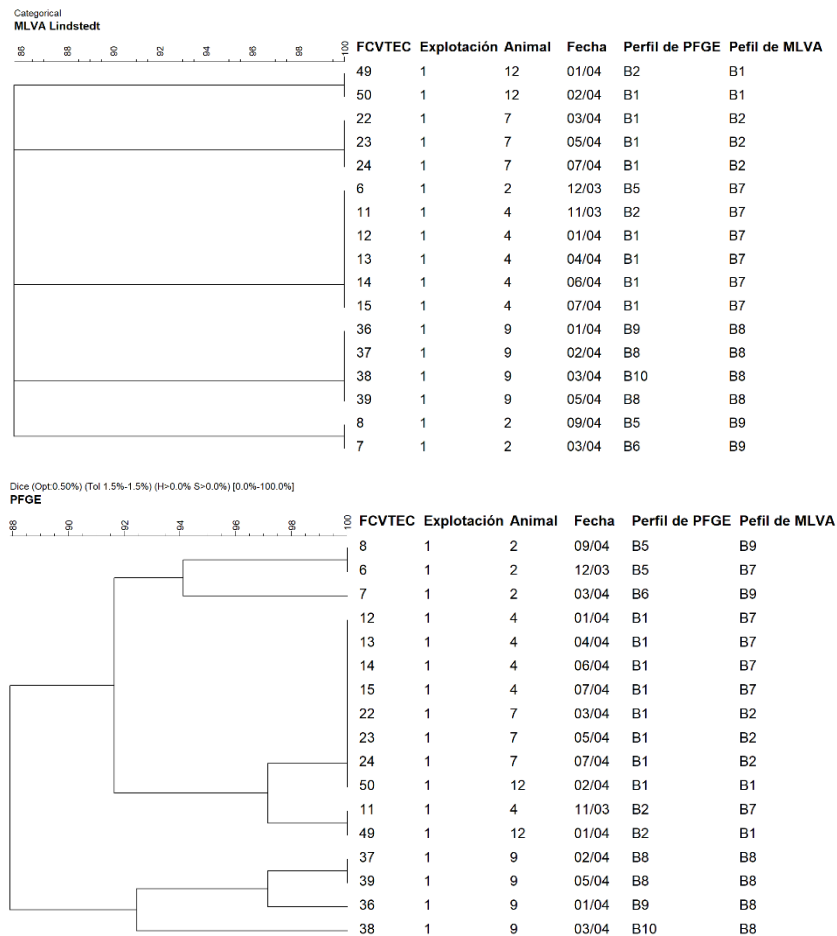 Categorical
MLVA Lindstedt
86 88 90 92 94 96 98 100
FCVTEC Explotación Animal Fecha Perfil de PFGE Pefil de MLVA
49 1 12 01/04 B2 B1
50 1 12 02/04 B1 B1
22 1 7 03/04 B1 B2
23 1 7 05/04 B1 B2
24 1 7 07/04 B1 B2
6 1 2 12/03 B5 B7
11 1 4 11/03 B2 B7
12 1 4 01/04 B1 B7
13 1 4 04/04 B1 B7
14 1 4 06/04 B1 B7
15 1 4 07/04 B1 B7
36 1 9 01/04 B9 B8
37 1 9 02/04 B8 B8
38 1 9 03/04 B10 B8
39 1 9 05/04 B8 B8
8 1 2 09/04 B5 B9
7 1 2 03/04 B6 B9
Dice (Opt:0.50%) (Tol 1.5%-1.5%) (H>0.0% S>0.0%) [0.0%-100.0%]
PFGE
88 90 92 94 96 98 100
FCVTEC Explotación Animal Fecha Perfil de PFGE Pefil de MLVA
8 1 2 09/04 B5 B9
6 1 2 12/03 B5 B7
7 1 2 03/04 B6 B9
12 1 4 01/04 B1 B7
13 1 4 04/04 B1 B7
14 1 4 06/04 B1 B7
15 1 4 07/04 B1 B7
22 1 7 03/04 B1 B2
23 1 7 05/04 B1 B2
24 1 7 07/04 B1 B2
50 1 12 02/04 B1 B1
11 1 4 11/03 B2 B7
49 1 12 01/04 B2 B1
37 1 9 02/04 B8 B8
39 1 9 05/04 B8 B8
36 1 9 01/04 B9 B8
38 1 9 03/04 B10 B8